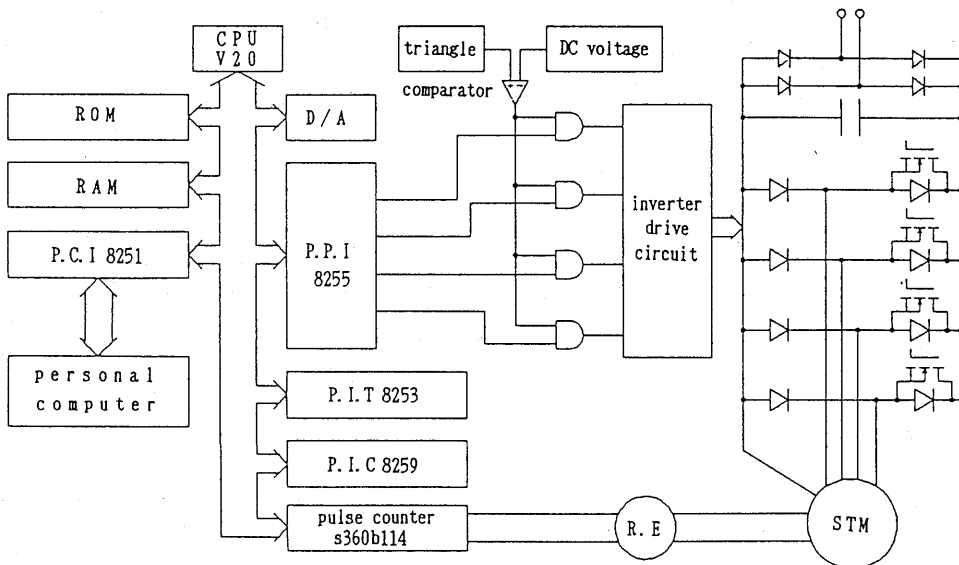 CPU
V20
triangle
DC voltage
comparator
ROM
D/A
RAM
P.C.I 8251
P.P.I
8255
inverter
drive
circuit
personal
computer
P.I.T 8253
P.I.C 8259
pulse counter
s360b114
R.E
STM